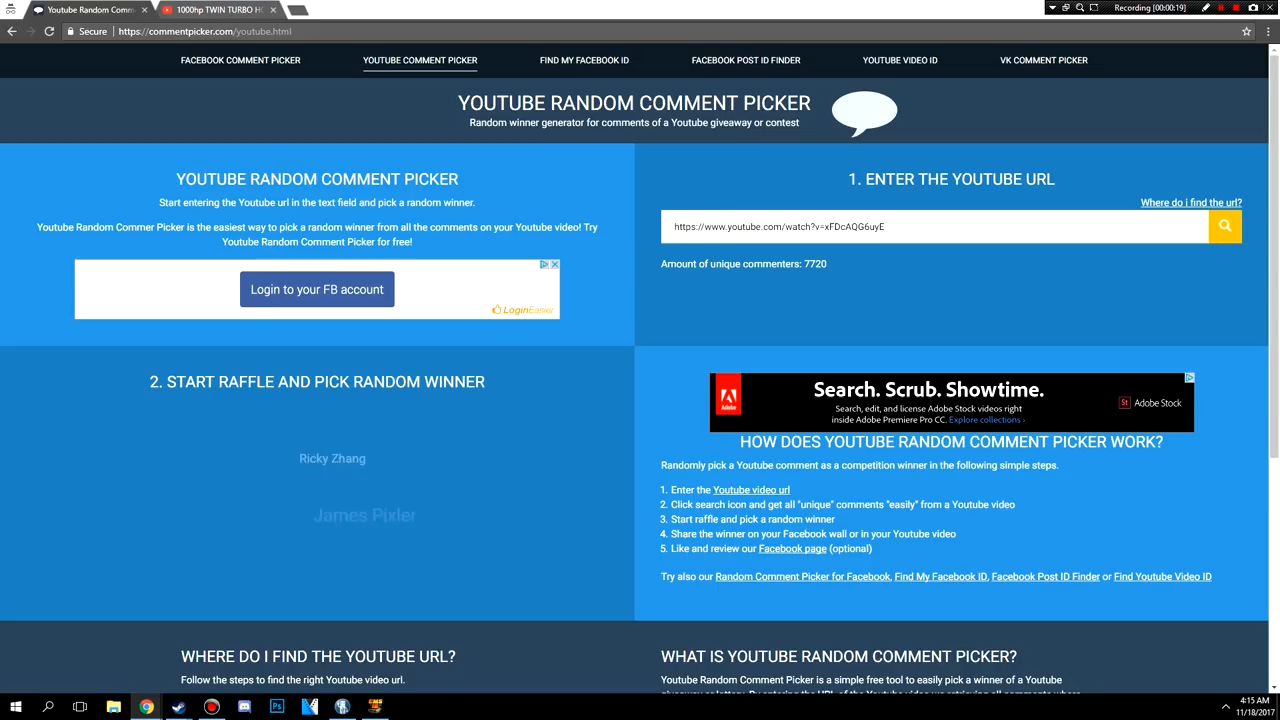 Youtube Random Comm
1000hp TWIN TURBO H
Recording [00:00:19]
Secure
https://commentpicker.com/youtube.html
FACEBOOK COMMENT PICKER
YOUTUBE COMMENT PICKER
FIND MY FACEBOOK ID
FACEBOOK POST ID FINDER
YOUTUBE VIDEO ID
VK COMMENT PICKER
YOUTUBE RANDOM COMMENT PICKER
Random winner generator for comments of a Youtube giveaway or contest
YOUTUBE RANDOM COMMENT PICKER
Start entering the Youtube url in the text field and pick a random winner.
Youtube Random Commer Picker is the easiest way to pick a random winner from all the comments on your Youtube video! Try
Youtube Random Comment Picker for free!
Login to your FB account
LoginEasier
1. ENTER THE YOUTUBE URL
Where do i find the url?
https://www.youtube.com/watch?v=xFDcAQG6uyE
Amount of unique commenters: 7720
2. START RAFFLE AND PICK RANDOM WINNER
Ricky Zhang
James Pixler
Adobe
Search. Scrub. Showtime.
Search, edit, and license Adobe Stock videos right
inside Adobe Premiere Pro CC. Explore collections ›
St Adobe Stock
HOW DOES YOUTUBE RANDOM COMMENT PICKER WORK?
Randomly pick a Youtube comment as a competition winner in the following simple steps.
1. Enter the Youtube video url
2. Click search icon and get all "unique" comments "easily" from a Youtube video
3. Start raffle and pick a random winner
4. Share the winner on your Facebook wall or in your Youtube video
5. Like and review our Facebook page (optional)
Try also our Random Comment Picker for Facebook, Find My Facebook ID, Facebook Post ID Finder or Find Youtube Video ID
WHERE DO I FIND THE YOUTUBE URL?
Follow the steps to find the right Youtube video url.
WHAT IS YOUTUBE RANDOM COMMENT PICKER?
Youtube Random Comment Picker is a simple free tool to easily pick a winner of a Youtube
Ps
4:15 AM
11/18/2017